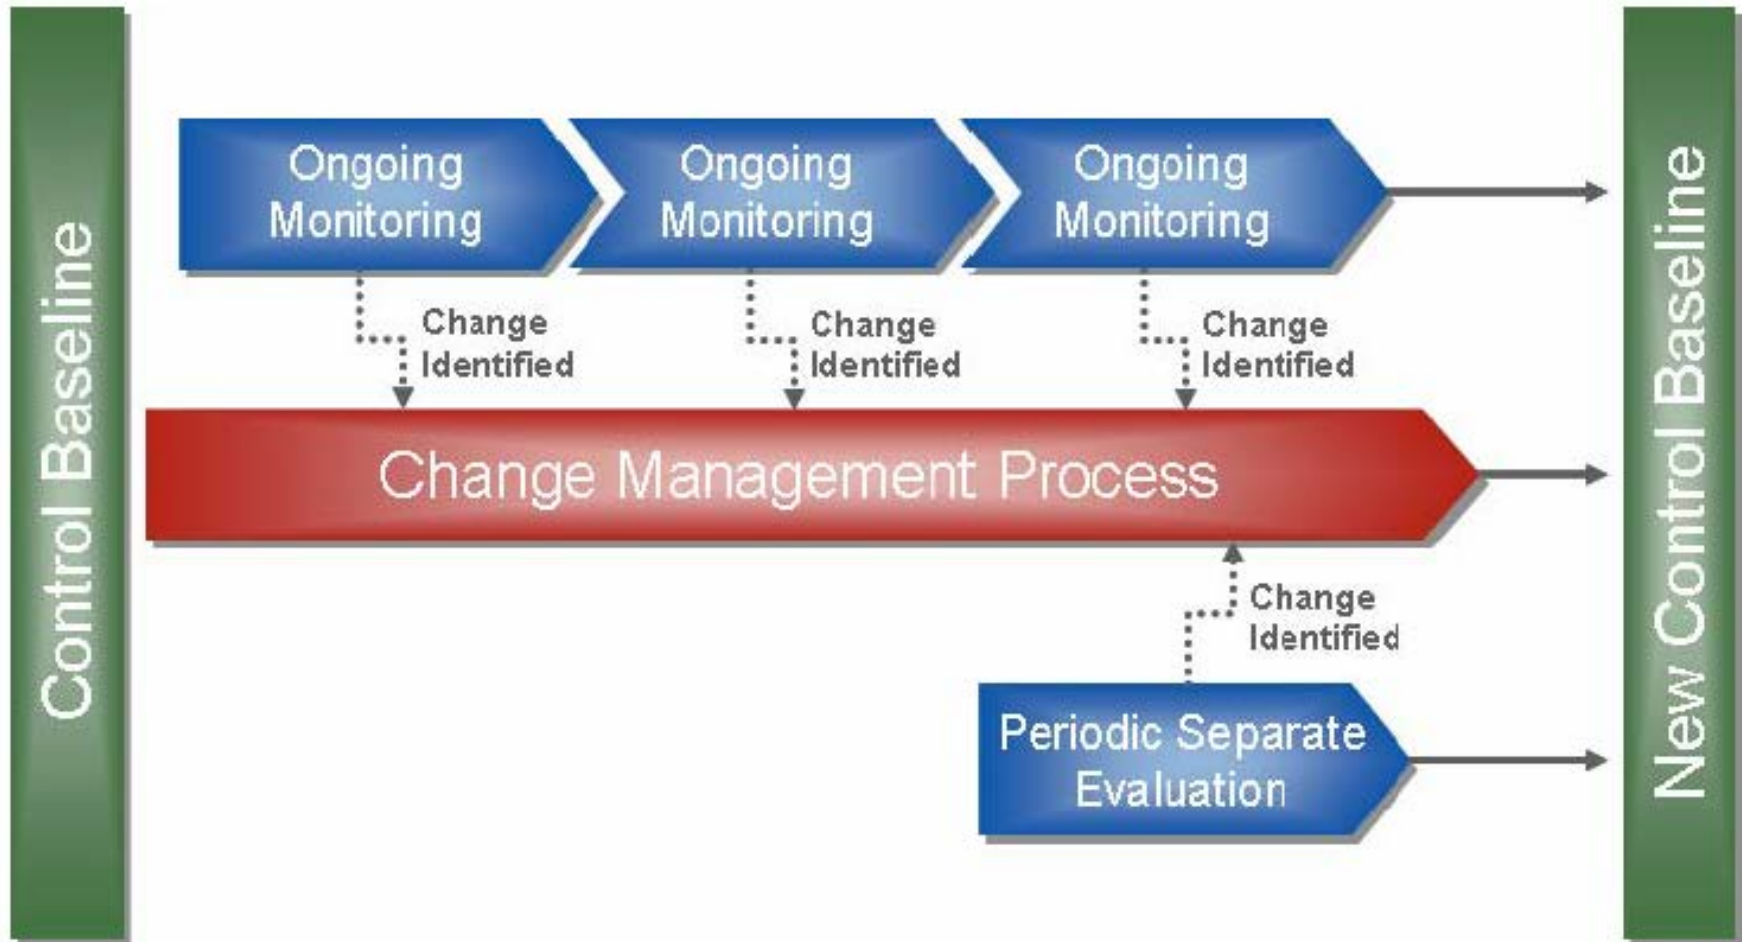 Control Baseline
Ongoing
Monitoring
Ongoing
Monitoring
Ongoing
Monitoring
Change
Identified
Change
Identified
Change
Identified
Change Management Process
Change
Identified
Periodic Separate
Evaluation
New Control Baseline